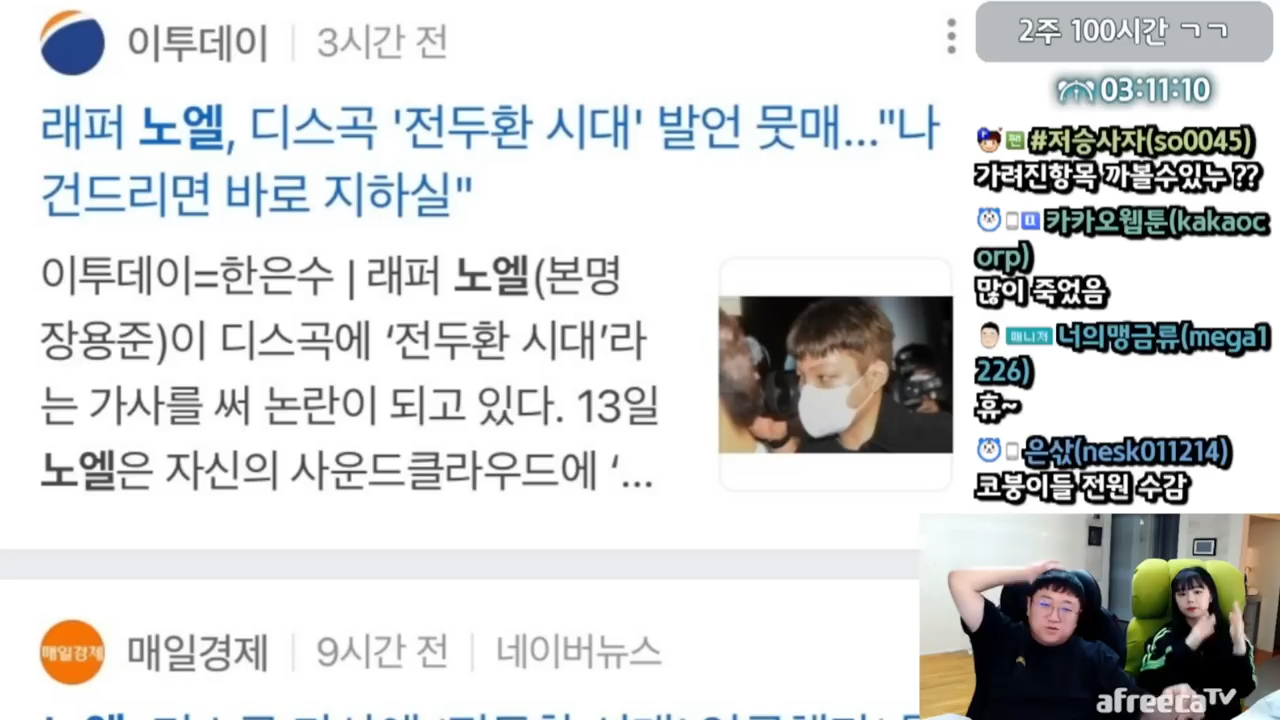 이투데이 | 3시간 전
래퍼 노엘, 디스곡 '전두환 시대' 발언 뭇매..."나
건드리면 바로 지하실"
이투데이=한은수 | 래퍼 노엘(본명
장용준)이 디스곡에 ‘전두환 시대’라
는 가사를 써 논란이 되고 있다. 13일
노엘은 자신의 사운드클라우드에 ‘...
매일경제
매일경제 | 9시간 전 | 네이버뉴스
2주 100시간 ㄱㄱ
03:11:10
팬 #저승사자(so0045)
가려진항목 까볼수있누 ??
카카오웹툰(kakaoc
orp)
많이 죽었음
매니저 너의맹금류(mega1
226)
휴~
은삯(nesk011214)
코붕이들 전원 수감
afreecaTV